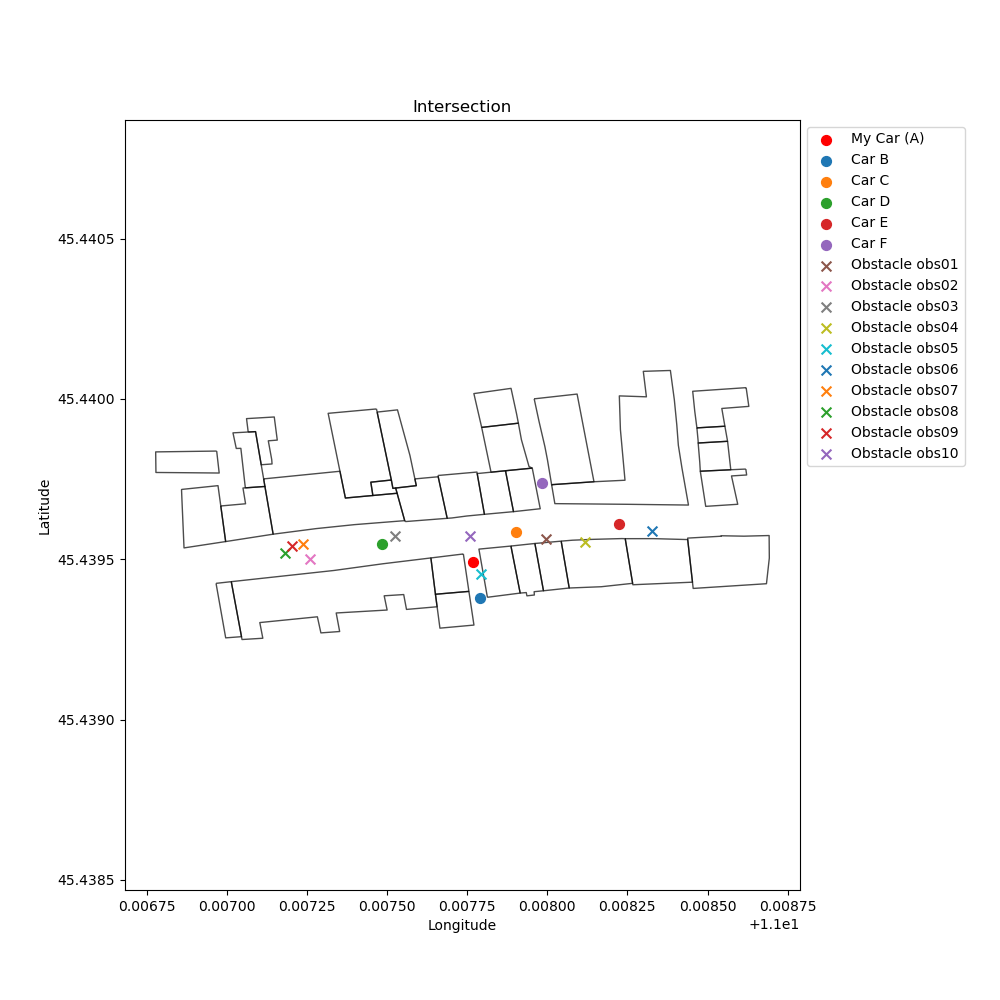 Intersection
My Car (A)
Car B
Car C
Car D
Car E
Car F
Obstacle obs01
Obstacle obs02
Obstacle obs03
Obstacle obs04
Obstacle obs05
Obstacle obs06
Obstacle obs07
Obstacle obs08
Obstacle obs09
Obstacle obs10
45.4405
45.4400
45.4395
45.4390
45.4385
Latitude
0.00675 0.00700 0.00725 0.00750 0.00775 0.00800 0.00825 0.00850 0.00875
Longitude
+1.1e1